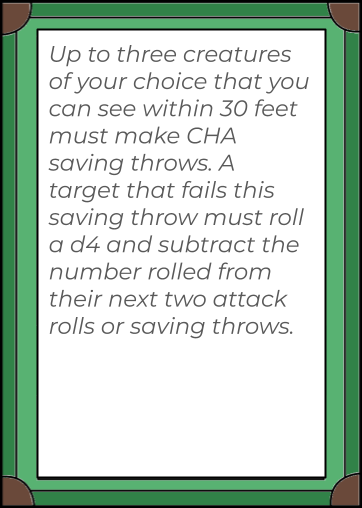 Up to three creatures
of your choice that you
can see within 30 feet
must make CHA
saving throws. A
target that fails this
saving throw must roll
a d4 and subtract the
number rolled from
their next two attack
rolls or saving throws.